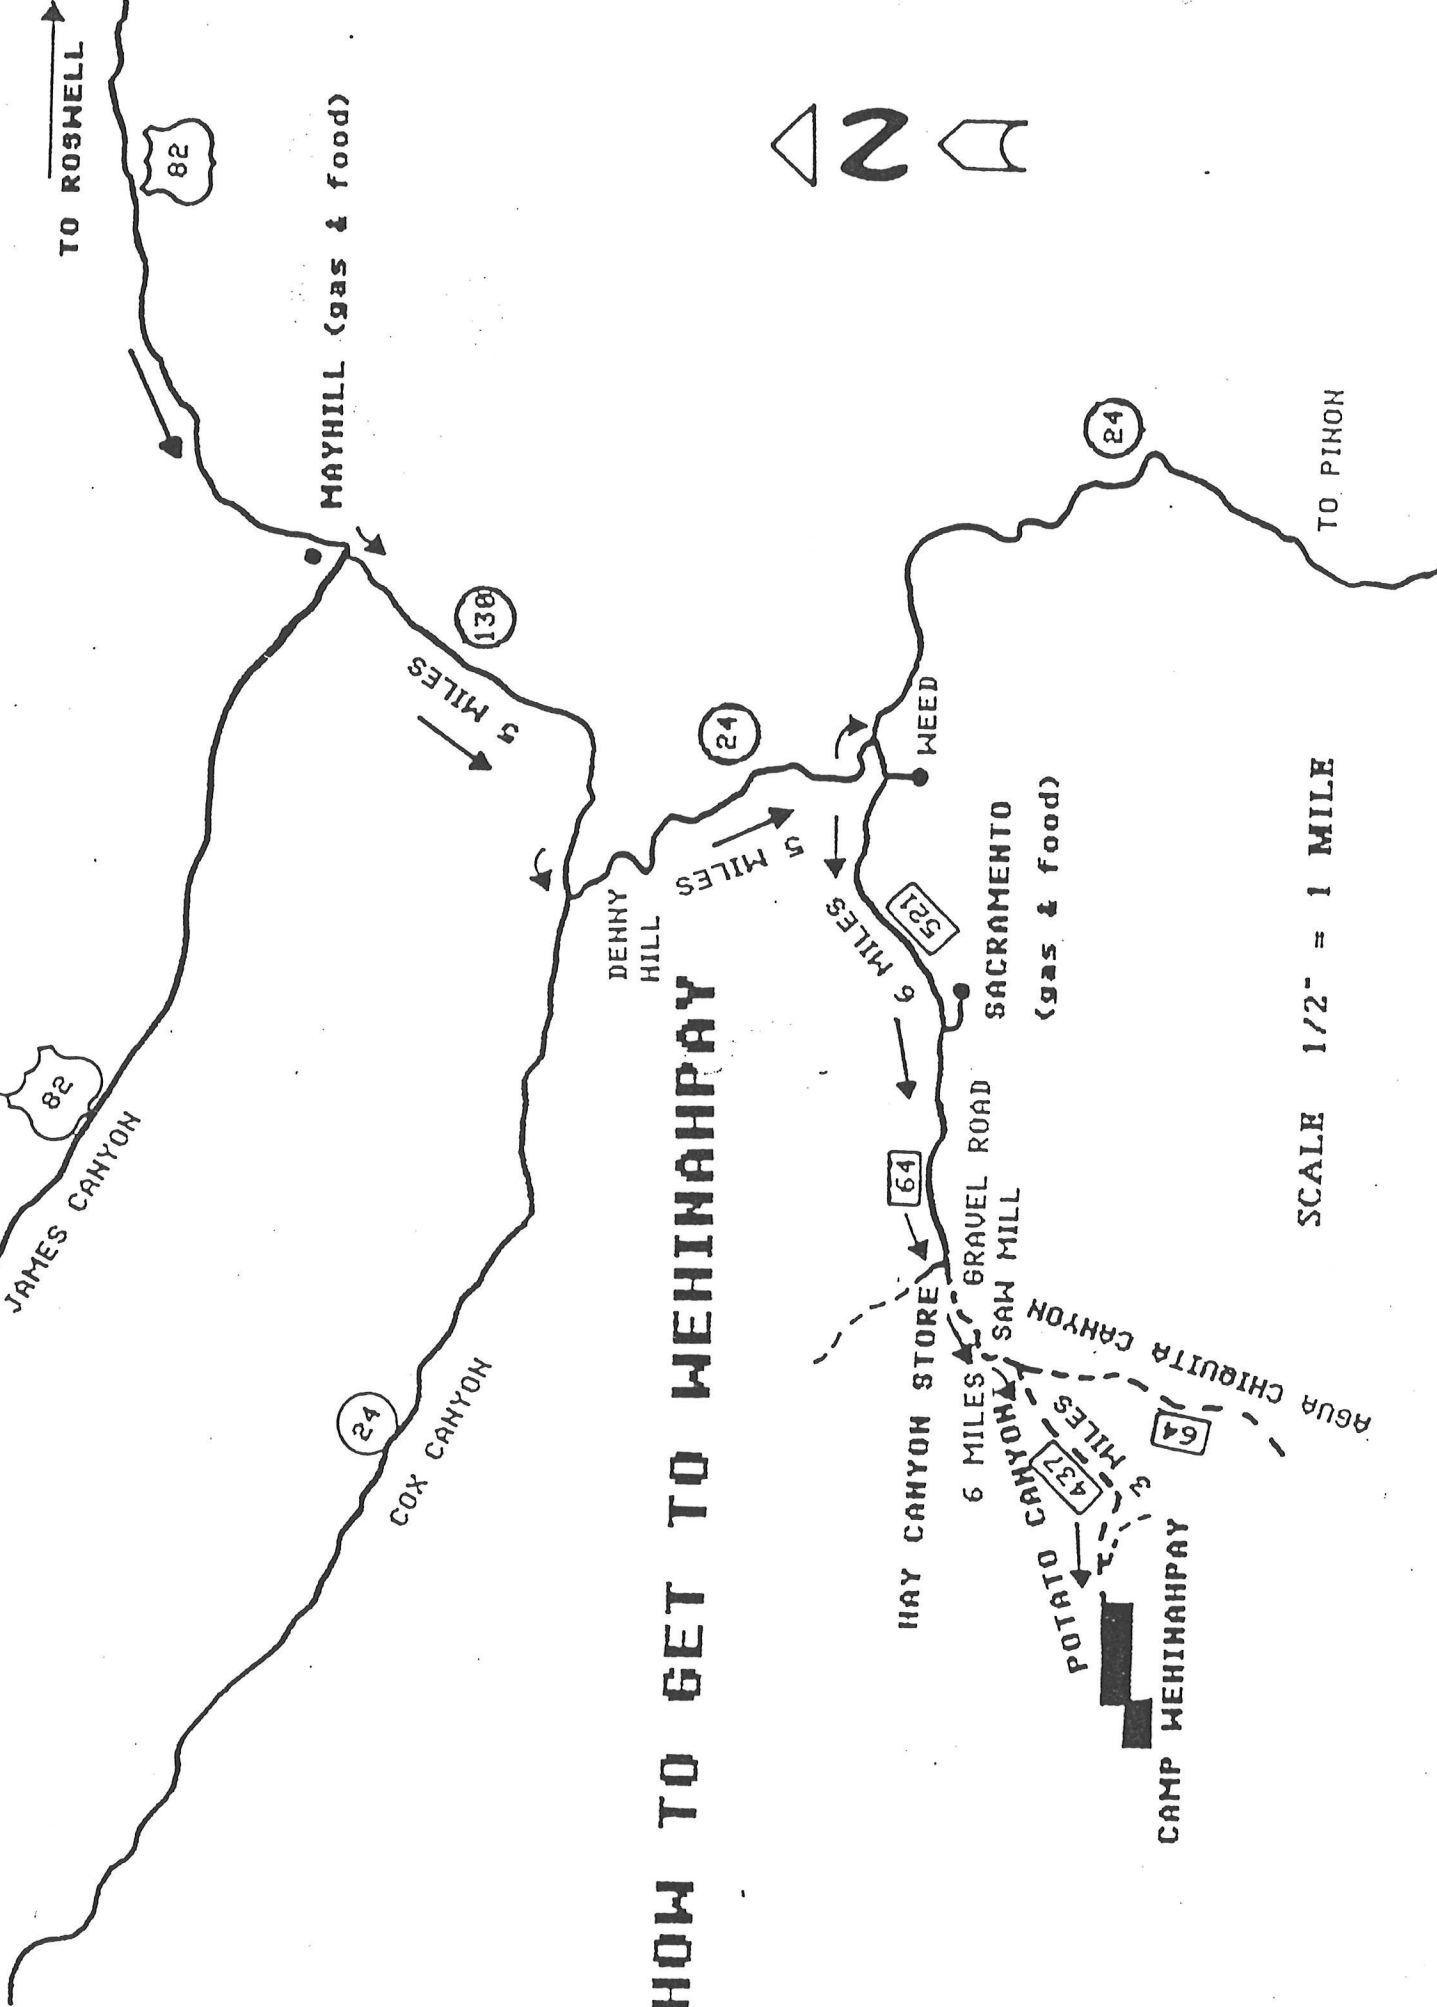 TO ROSWELL
82
MAYHILL (gas & food)
82
JAMES CANYON
130
5 MILES
N
24
COX CANYON
DENNY
HILL
24
5 MILES
HOW TO GET TO WEHINAHPAY
WEED
24
TO PINON
6 MILES
521
SACRAMENTO
(gas & food)
64
GRAVEL ROAD
SAW MILL
HAY CANYON STORE
6 MILES
POTATO CANYON
437
3 MILES
64
AGUA CHIQUITA CANYON
CAMP WEHINAHPAY
SCALE 1/2" = 1 MILE